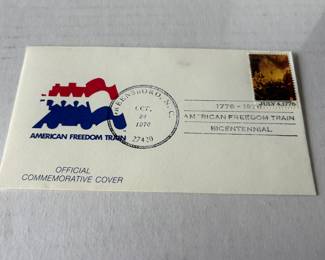 AMERICAN FREEDOM TRAIN
OFFICIAL
COMMEMORATIVE COVER
GREENSBORO, N.C.
OCT.
1976
27420
JULY 4, 1776
1776 - 1976
AMERICAN FREEDOM TRAIN
BICENTENNIAL